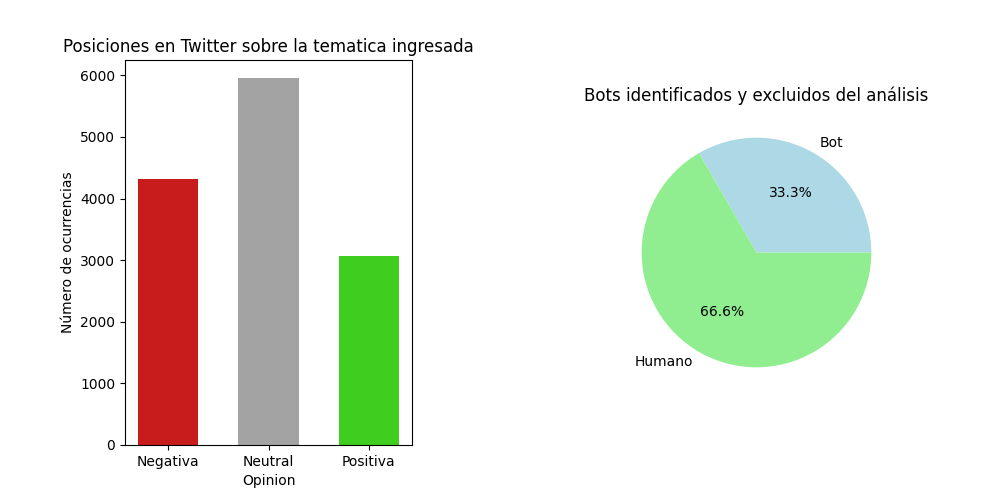 Posiciones en Twitter sobre la tematica ingresada
6000
5000
4000
3000
2000
1000
0
Número de ocurrencias
Negativa
Neutral
Positiva
Opinion
Bots identificados y excluidos del análisis
Bot
33.3%
66.6%
Humano